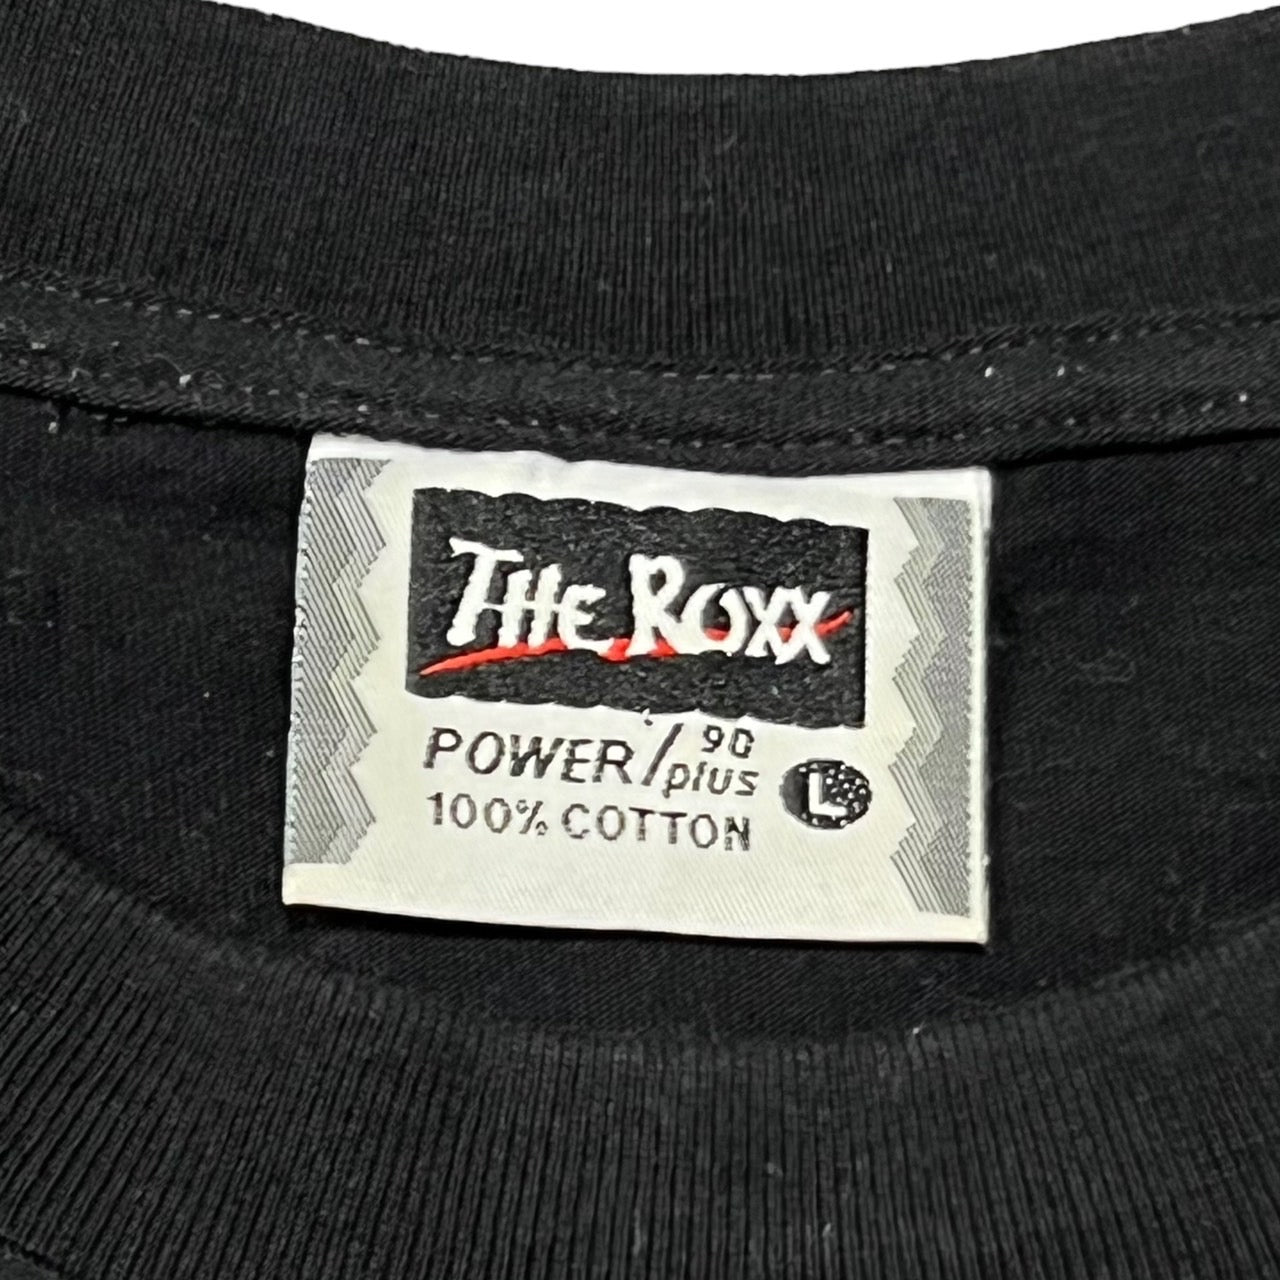 THE ROXX
POWER/90 plus
100% COTTON
L